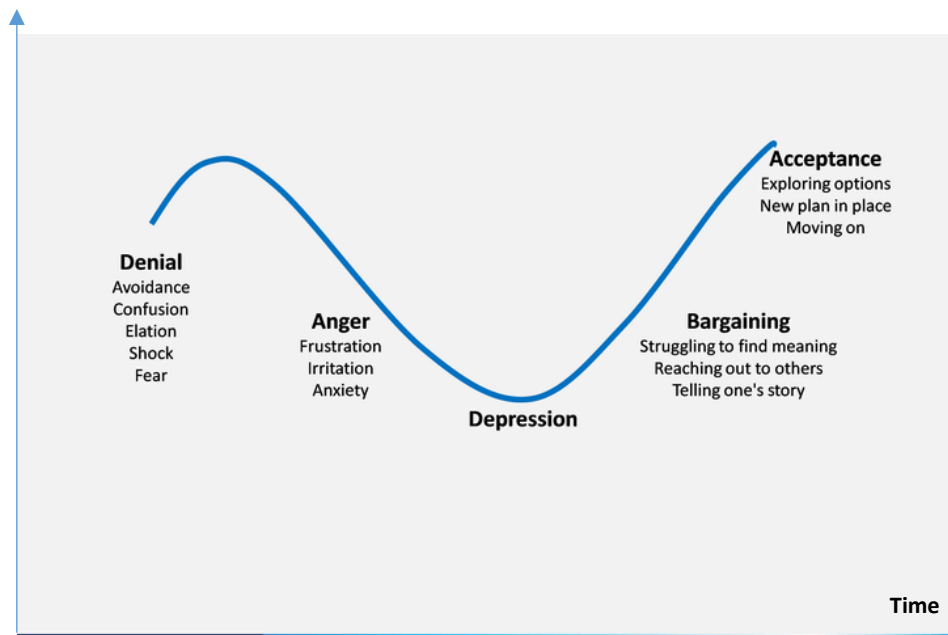 Denial
Avoidance
Confusion
Elation
Shock
Fear
Anger
Frustration
Irritation
Anxiety
Depression
Bargaining
Struggling to find meaning
Reaching out to others
Telling one's story
Acceptance
Exploring options
New plan in place
Moving on
Time